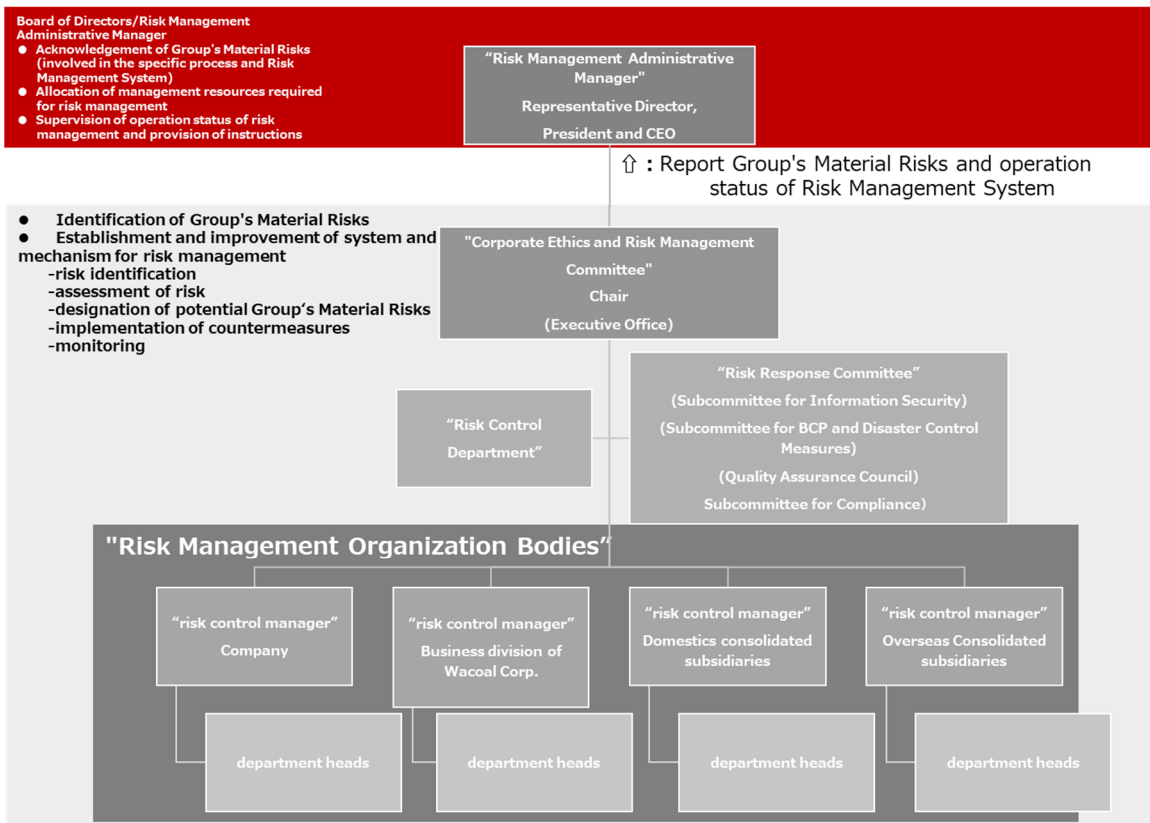 Board of Directors/Risk Management
Administrative Manager
● Acknowledgement of Group's Material Risks
(involved in the specific process and Risk
Management System)
● Allocation of management resources required
for risk management
● Supervision of operation status of risk
management and provision of instructions
“Risk Management Administrative
Manager"
Representative Director,
President and CEO
⇧ : Report Group's Material Risks and operation
status of Risk Management System
● Identification of Group's Material Risks
● Establishment and improvement of system and
mechanism for risk management
-risk identification
-assessment of risk
-designation of potential Group‘s Material Risks
-implementation of countermeasures
-monitoring
"Corporate Ethics and Risk Management
Committee"
Chair
(Executive Office)
“Risk Control
Department”
“Risk Response Committee”
(Subcommittee for Information Security)
(Subcommittee for BCP and Disaster Control
Measures)
(Quality Assurance Council)
Subcommittee for Compliance)
"Risk Management Organization Bodies”
“risk control manager”
Company
“risk control manager”
Business division of
Wacoal Corp.
“risk control manager”
Domestics consolidated
subsidiaries
“risk control manager”
Overseas Consolidated
subsidiaries
department heads
department heads
department heads
department heads